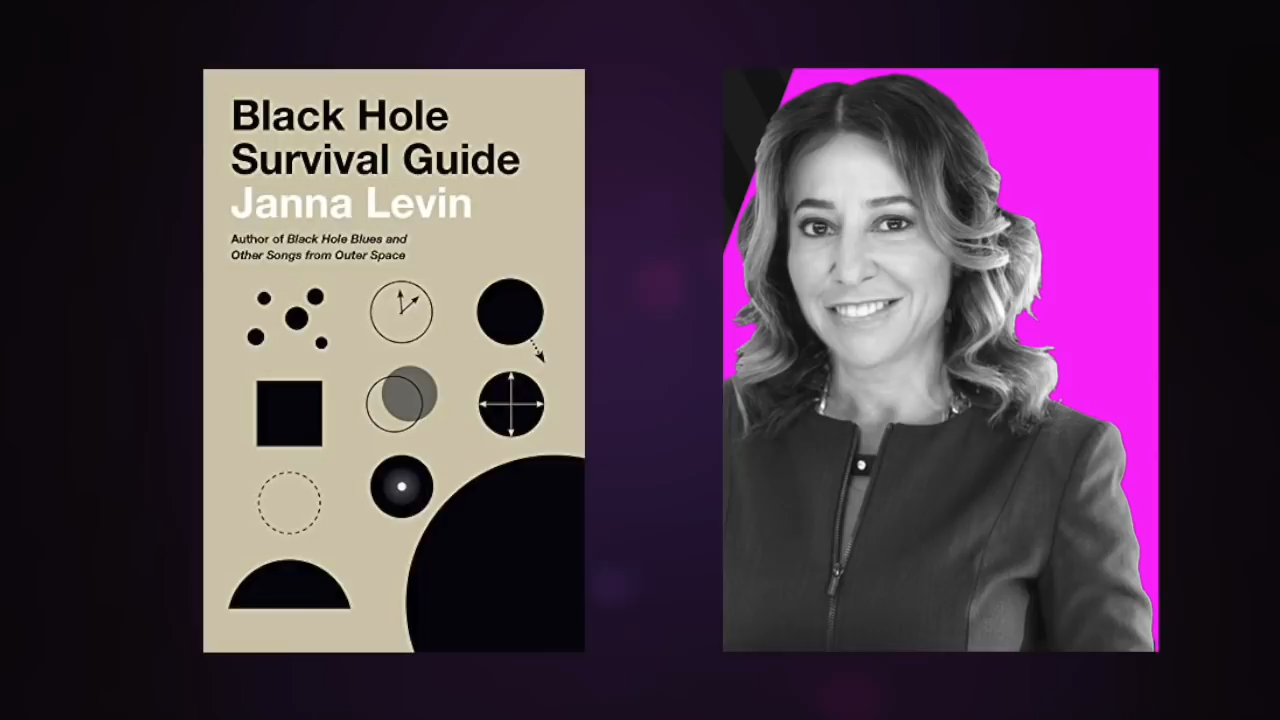 Black Hole
Survival Guide
Janna Levin
Author of Black Hole Blues and
Other Songs from Outer Space